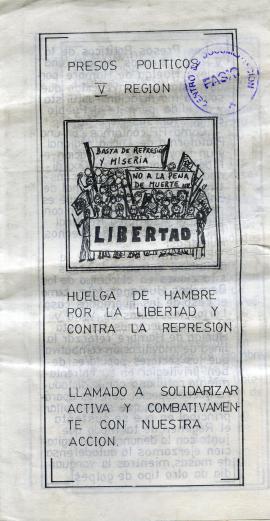 PRESOS POLITICOS
V REGION
CENTRO DE DOCUMENTACION
FASIC
BASTA DE REPRESION
Y MISERIA
NO A LA PENA
DE MUERTE
LIBERTAD
HUELGA DE HAMBRE
POR LA LIBERTAD Y
CONTRA LA REPRESION
LLAMADO A SOLIDARIZAR
ACTIVA Y COMBATIVAMEN-
TE CON NUESTRA
ACCION.